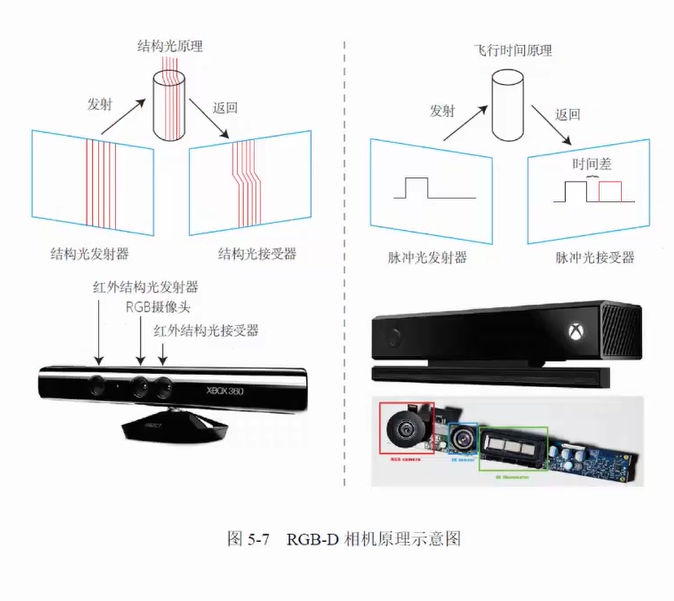 结构光原理
发射
返回
结构光发射器
结构光接受器
红外结构光发射器
RGB摄像头
红外结构光接受器
XBOX 360
KINECT
飞行时间原理
发射
返回
时间差
脉冲光发射器
脉冲光接受器
RGB camera
IR camera
IR illuminator
图 5-7 RGB-D 相机原理示意图